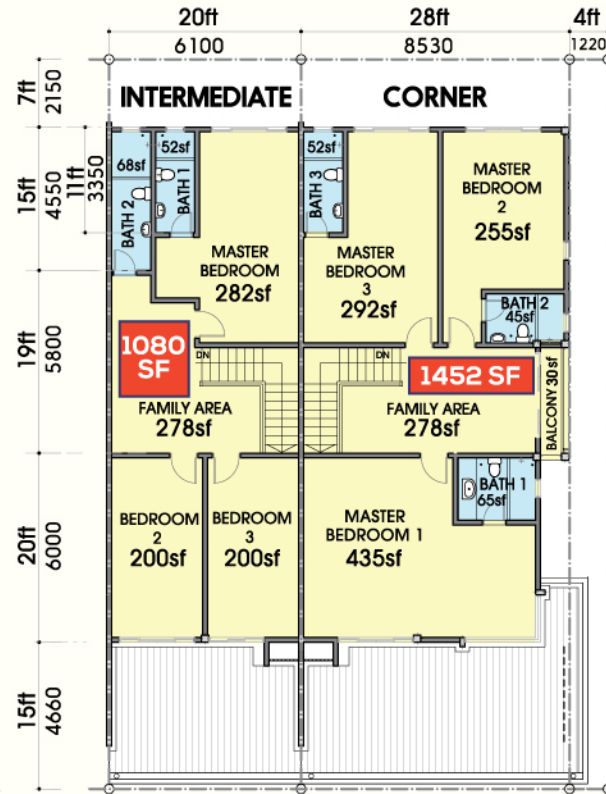 20ft 28ft 4ft
6100 8530 1220
7ft
2150
INTERMEDIATE CORNER
15ft
4550
11ft
3350
68sf
BATH 2
52sf
BATH 1
MASTER
BEDROOM
282sf
52sf
BATH 3
MASTER
BEDROOM
3
292sf
MASTER
BEDROOM
2
255sf
BATH 2
45sf
19ft
5800
1080
SF
DN
FAMILY AREA
278sf
DN
1452 SF
FAMILY AREA
278sf
BALCONY 30 sf
20ft
6000
BEDROOM
2
200sf
BEDROOM
3
200sf
MASTER
BEDROOM 1
435sf
BATH 1
65sf
15ft
4660